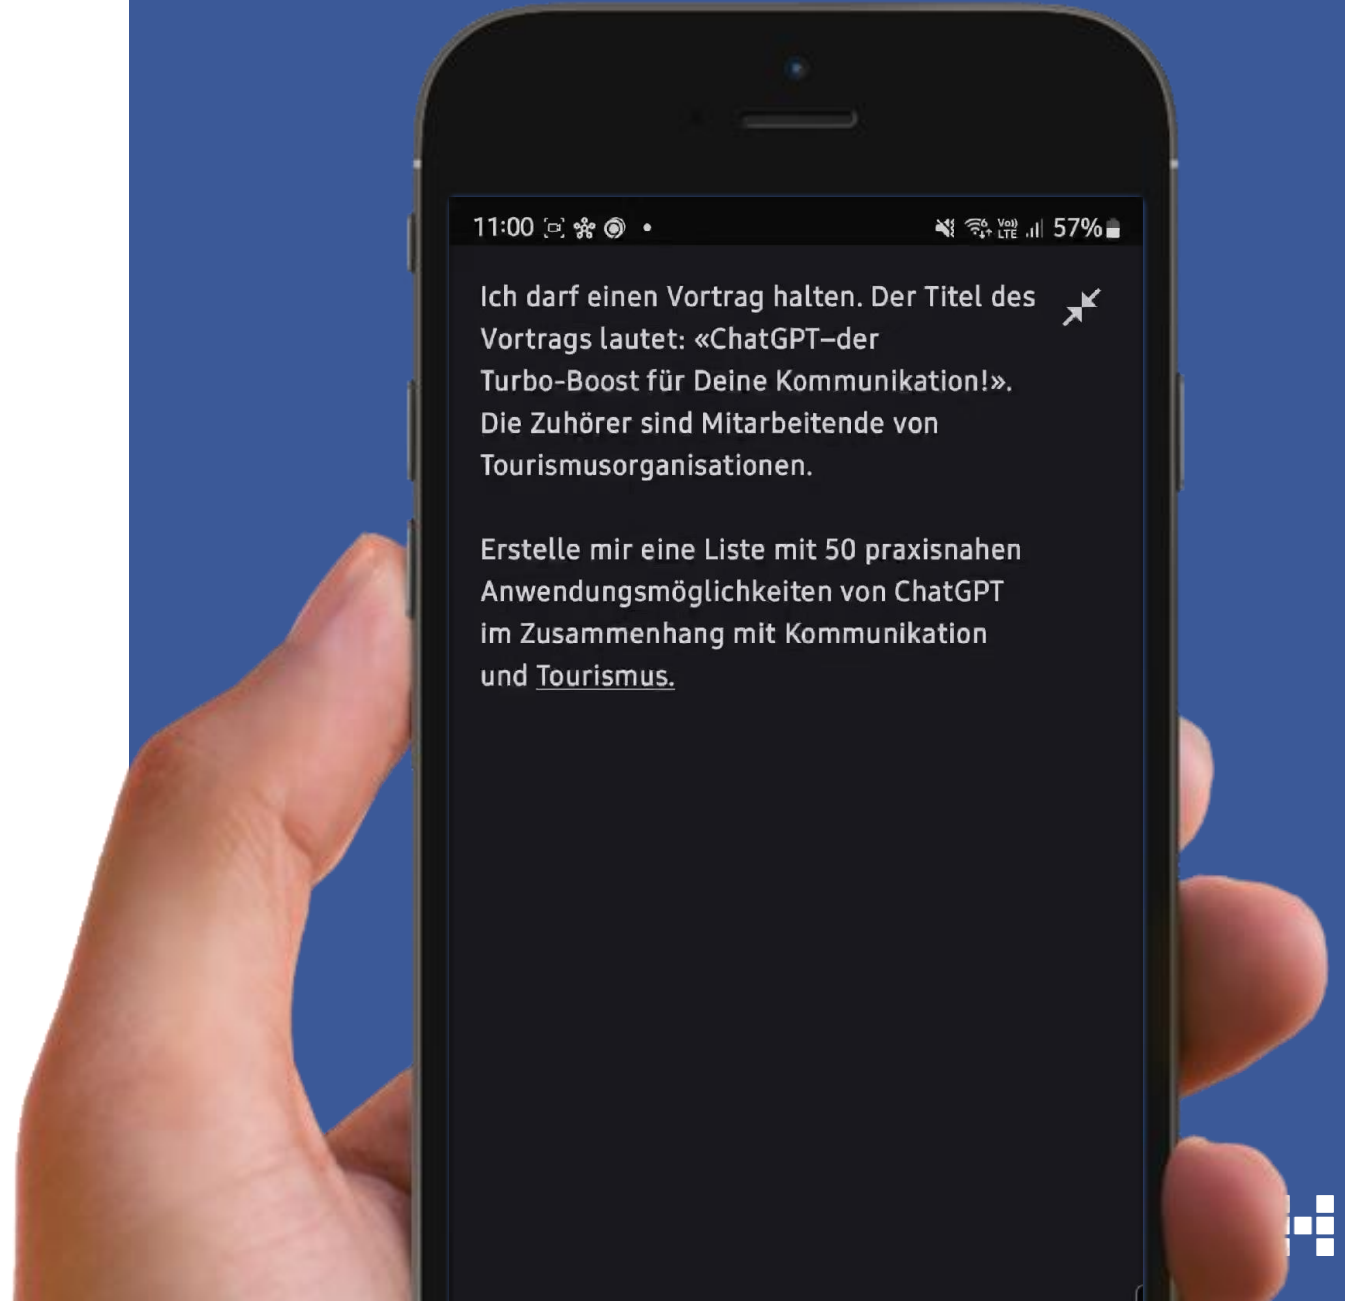 11:00
Vo))
LTE
57%
Ich darf einen Vortrag halten. Der Titel des
Vortrags lautet: «ChatGPT–der
Turbo-Boost für Deine Kommunikation!».
Die Zuhörer sind Mitarbeitende von
Tourismusorganisationen.
Erstelle mir eine Liste mit 50 praxisnahen
Anwendungsmöglichkeiten von ChatGPT
im Zusammenhang mit Kommunikation
und Tourismus.